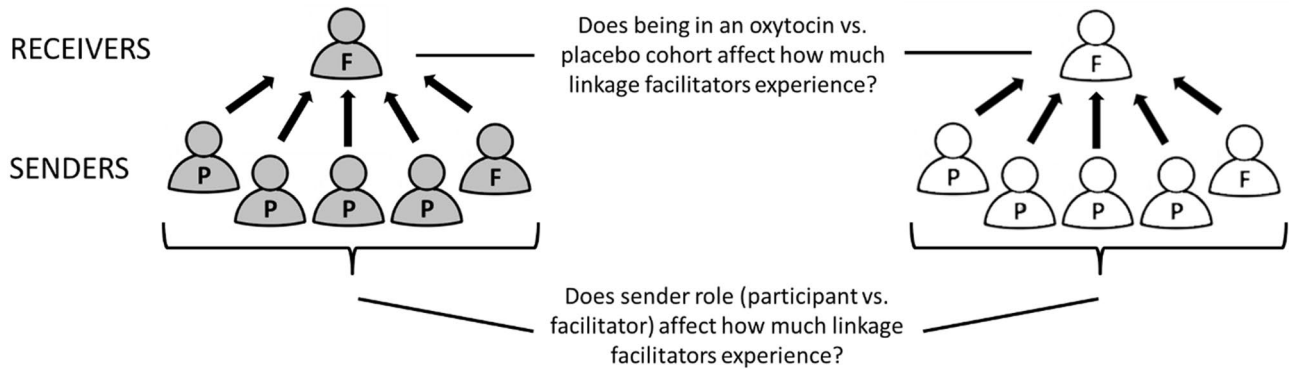 RECEIVERS
F
Does being in an oxytocin vs.
placebo cohort affect how much
linkage facilitators experience?
F
SENDERS
P
P
P
P
F
P
P
P
P
F
Does sender role (participant vs.
facilitator) affect how much linkage
facilitators experience?